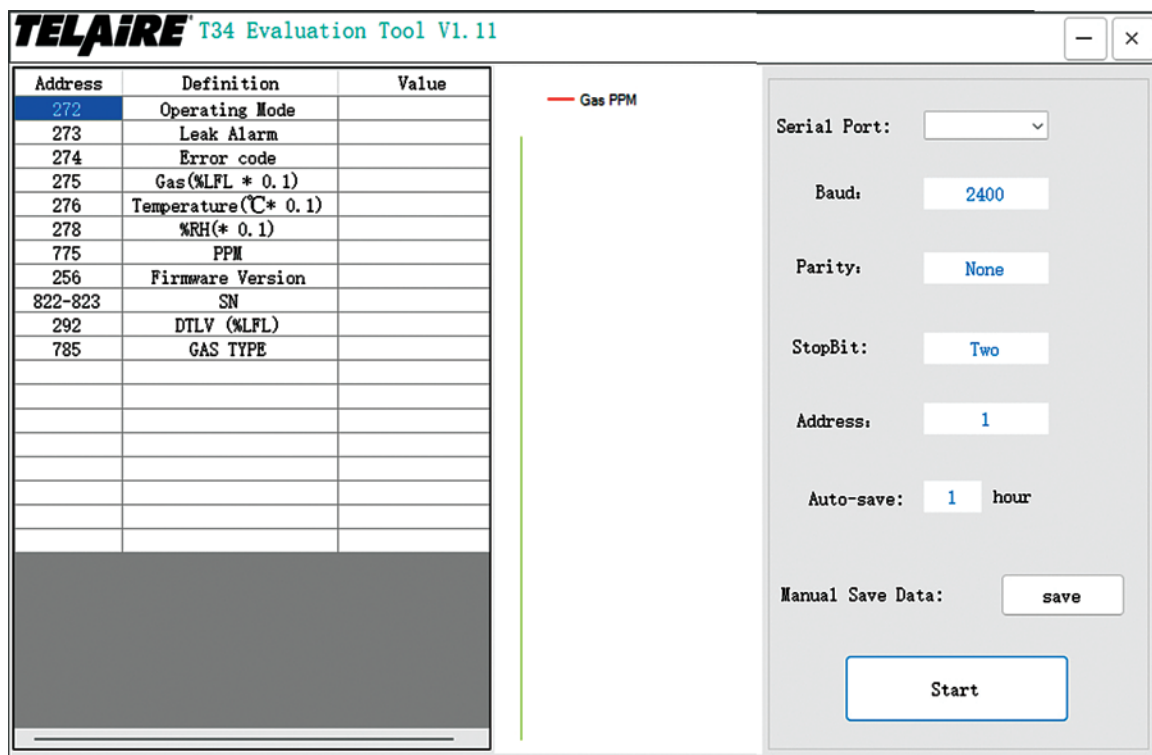 TELAIRE® T34 Evaluation Tool V1.11
Address Definition Value
272 Operating Mode
273 Leak Alarm
274 Error code
275 Gas(%LFL * 0.1)
276 Temperature(℃* 0.1)
278 %RH(* 0.1)
775 PPM
256 Firmware Version
822-823 SN
292 DTLV (%LFL)
785 GAS TYPE
Gas PPM
Serial Port:
Baud: 2400
Parity: None
StopBit: Two
Address: 1
Auto-save: 1 hour
Manual Save Data: save
Start